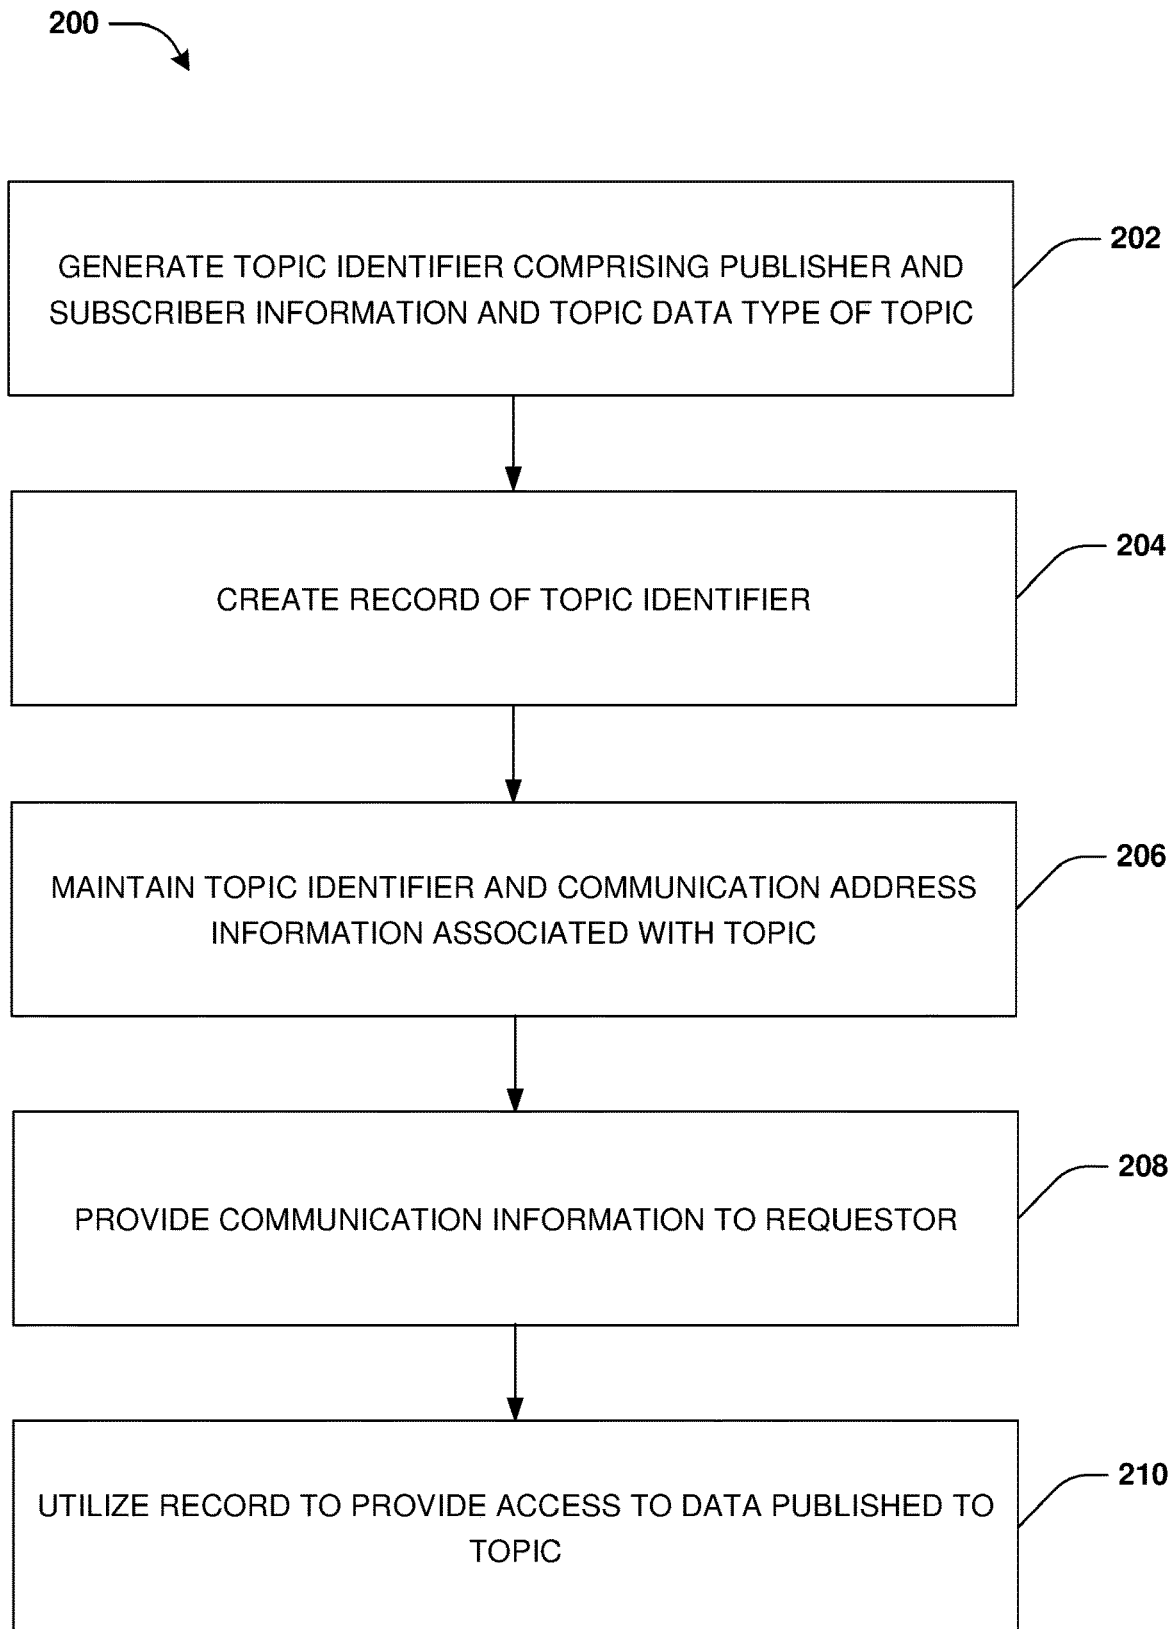 200
202
GENERATE TOPIC IDENTIFIER COMPRISING PUBLISHER AND
SUBSCRIBER INFORMATION AND TOPIC DATA TYPE OF TOPIC
204
CREATE RECORD OF TOPIC IDENTIFIER
206
MAINTAIN TOPIC IDENTIFIER AND COMMUNICATION ADDRESS
INFORMATION ASSOCIATED WITH TOPIC
208
PROVIDE COMMUNICATION INFORMATION TO REQUESTOR
210
UTILIZE RECORD TO PROVIDE ACCESS TO DATA PUBLISHED TO
TOPIC